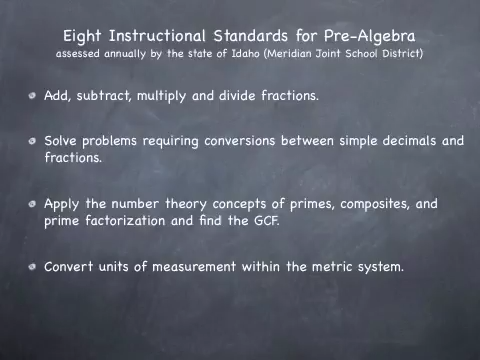 Eight Instructional Standards for Pre-Algebra
assessed annually by the state of Idaho (Meridian Joint School District)
Add, subtract, multiply and divide fractions.
Solve problems requiring conversions between simple decimals and
fractions.
Apply the number theory concepts of primes, composites, and
prime factorization and find the GCF.
Convert units of measurement within the metric system.